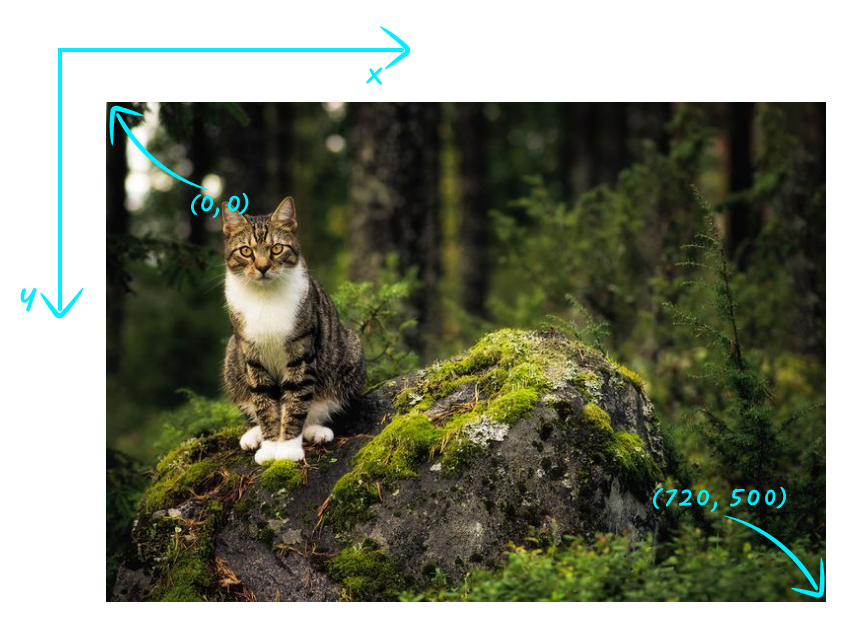 x
(0, 0)
y
(720, 500)